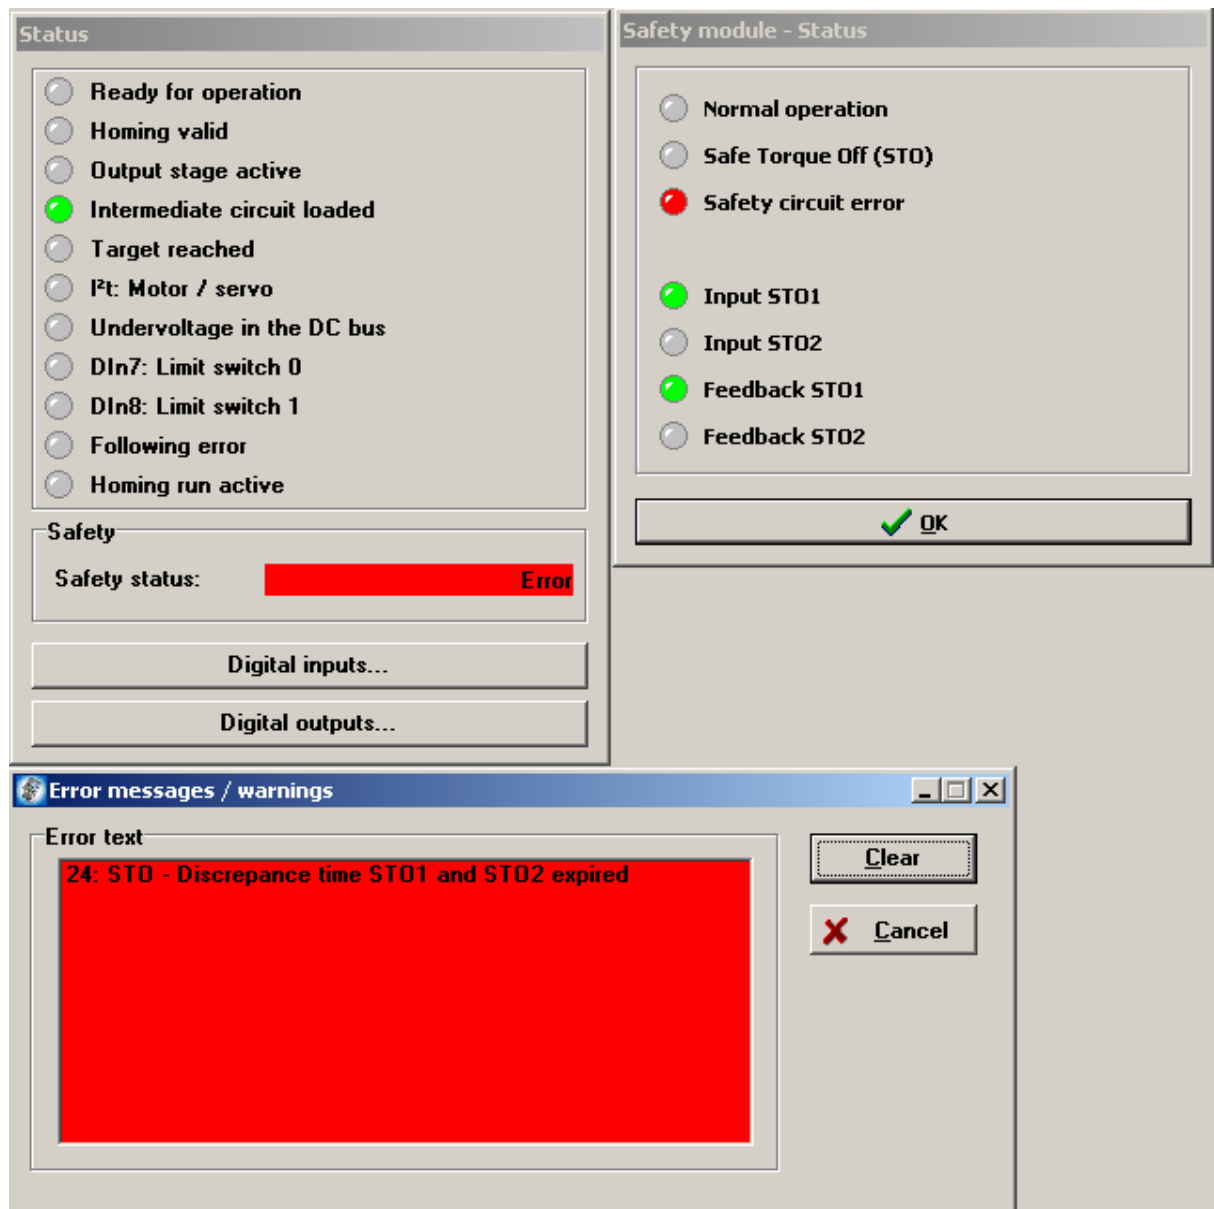 Status
Ready for operation
Homing valid
Output stage active
Intermediate circuit loaded
Target reached
I²t: Motor / servo
Undervoltage in the DC bus
DIn7: Limit switch 0
DIn8: Limit switch 1
Following error
Homing run active
Safety
Safety status: Error
Digital inputs...
Digital outputs...
Safety module - Status
Normal operation
Safe Torque Off (STO)
Safety circuit error
Input STO1
Input STO2
Feedback STO1
Feedback STO2
OK
Error messages / warnings
Error text
24: STO - Discrepance time STO1 and STO2 expired
Clear
Cancel